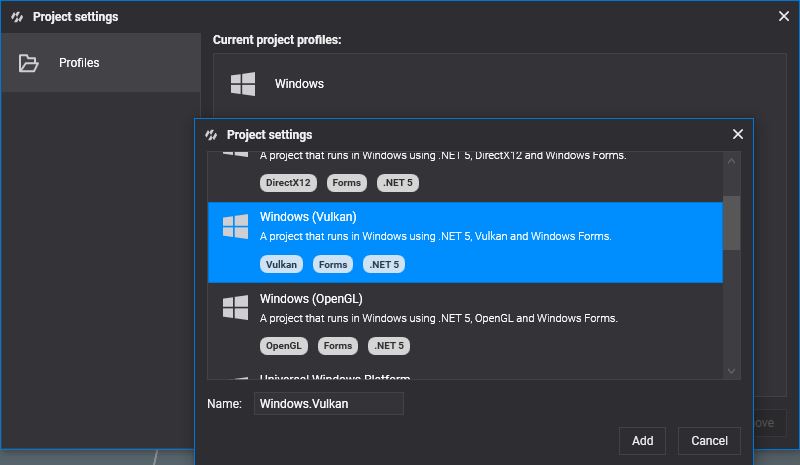 Project settings
Profiles
Current project profiles:
Windows
Project settings
A project that runs in Windows using .NET 5, DirectX12 and Windows Forms.
DirectX12 Forms .NET 5
Windows (Vulkan)
A project that runs in Windows using .NET 5, Vulkan and Windows Forms.
Vulkan Forms .NET 5
Windows (OpenGL)
A project that runs in Windows using .NET 5, OpenGL and Windows Forms.
OpenGL Forms .NET 5
Universal Windows Platform
Name: Windows.Vulkan
Add Cancel